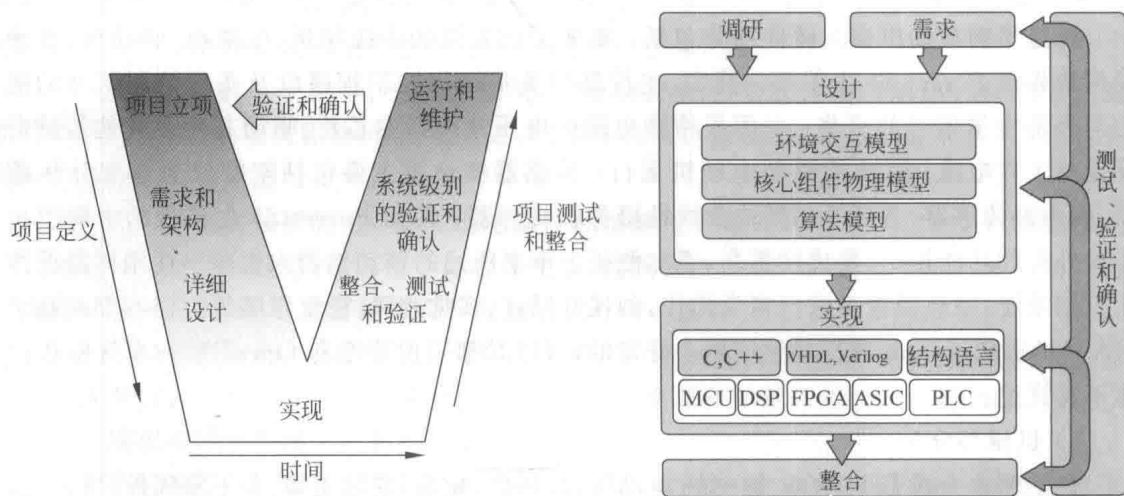 项目立项
验证和确认
运行和
维护
需求和
架构
系统级别
的验证和
确认
项目定义
项目测试
和整合
详细
设计
整合、测试
和验证
实现
时间
调研
需求
设计
环境交互模型
核心组件物理模型
算法模型
实现
C,C++
VHDL,Verilog
结构语言
MCU
DSP
FPGA
ASIC
PLC
整合
测试、验证和确认